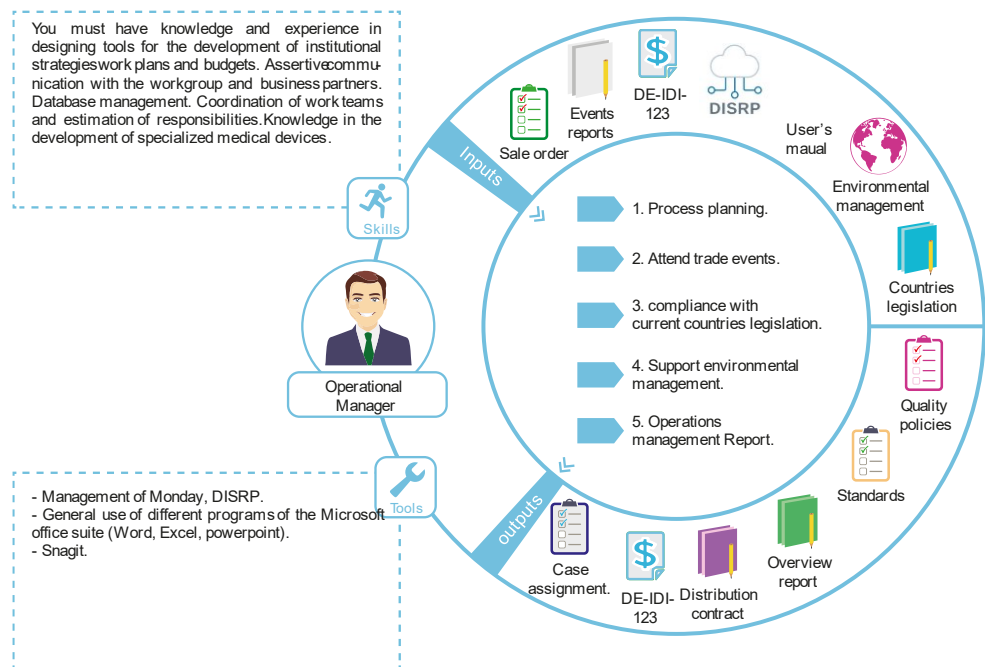 You must have knowledge and experience in
designing tools for the development of institutional
strategieswork plans and budgets. Assertivecommu-
nication with the workgroup and business partners.
Database management. Coordination of work teams
and estimation of responsibilities.Knowledge in the
development of specialized medical devices.
Skills
Operational
Manager
Tools
- Management of Monday, DISRP.
- General use of different programs of the Microsoft
office suite (Word, Excel, powerpoint).
- Snagit.
Inputs
Sale order
Events
reports
DE-IDI-
123
DISRP
User's
maual
Environmental
management
Countries
legislation
1. Process planning.
2. Attend trade events.
3. compliance with
current countries legislation.
4. Support environmental
management.
5. Operations
management Report.
outputs
Case
assignment.
DE-IDI-
123
Distribution
contract
Overview
report
Standards
Quality
policies